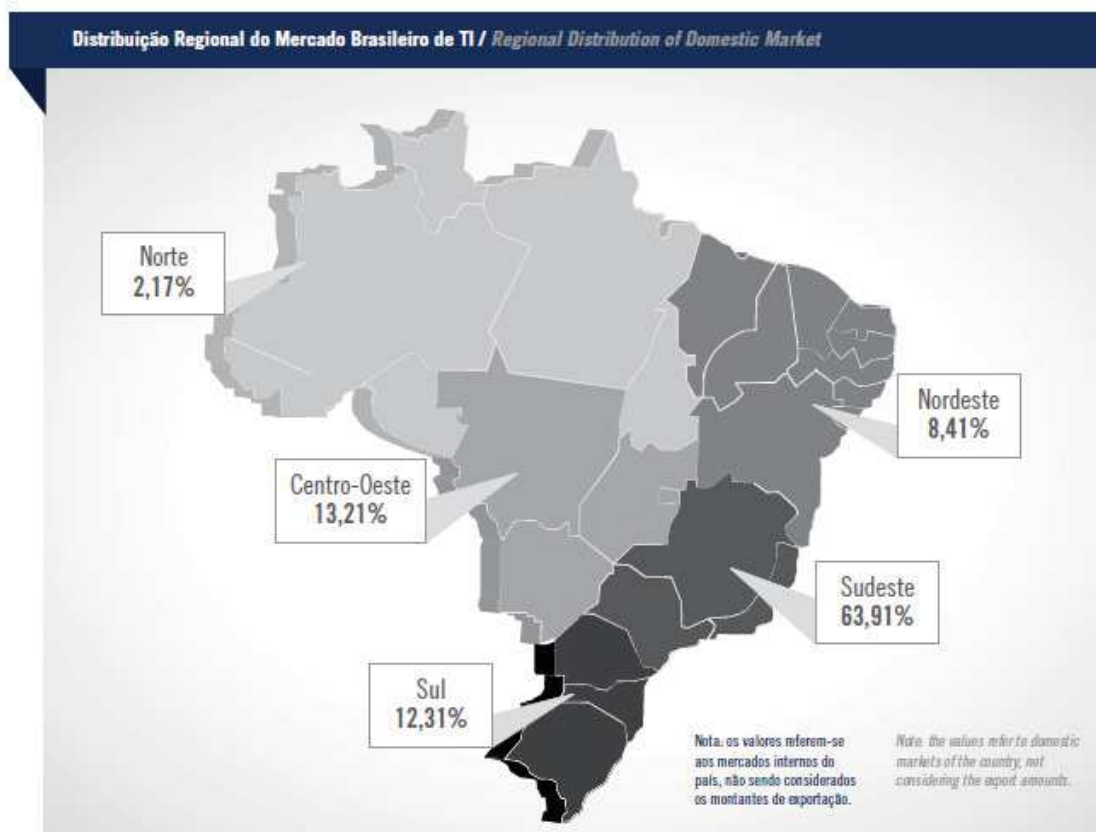 Distribuição Regional do Mercado Brasileiro de TI / Regional Distribution of Domestic Market
Norte
2,17%
Nordeste
8,41%
Centro-Oeste
13,21%
Sudeste
63,91%
Sul
12,31%
Nota: os valores referem-se
aos mercados internos do
país, não sendo considerados
os montantes de exportação.
Note: the values refer to domestic
markets of the country, not
considering the export amounts.